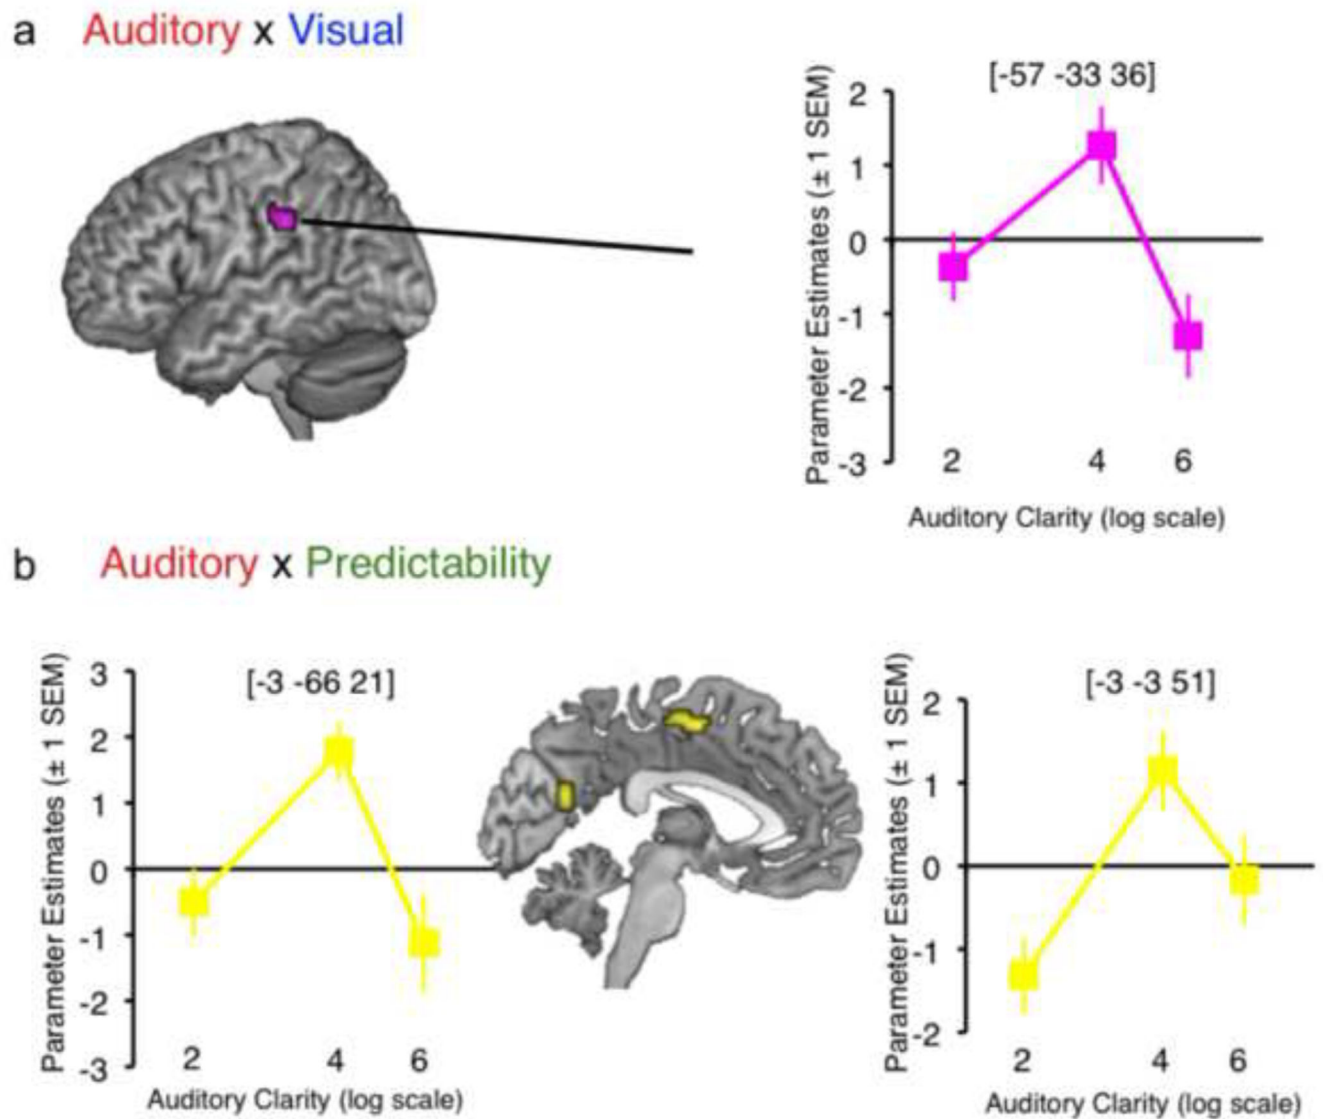 a Auditory x Visual
[-57 -33 36]
Parameter Estimates (± 1 SEM)
2
1
0
-1
-2
-3
2 4 6
Auditory Clarity (log scale)
b Auditory x Predictability
[-3 -66 21]
Parameter Estimates (± 1 SEM)
3
2
1
0
-1
-2
-3
2 4 6
Auditory Clarity (log scale)
[-3 -3 51]
Parameter Estimates (± 1 SEM)
2
1
0
-1
-2
2 4 6
Auditory Clarity (log scale)